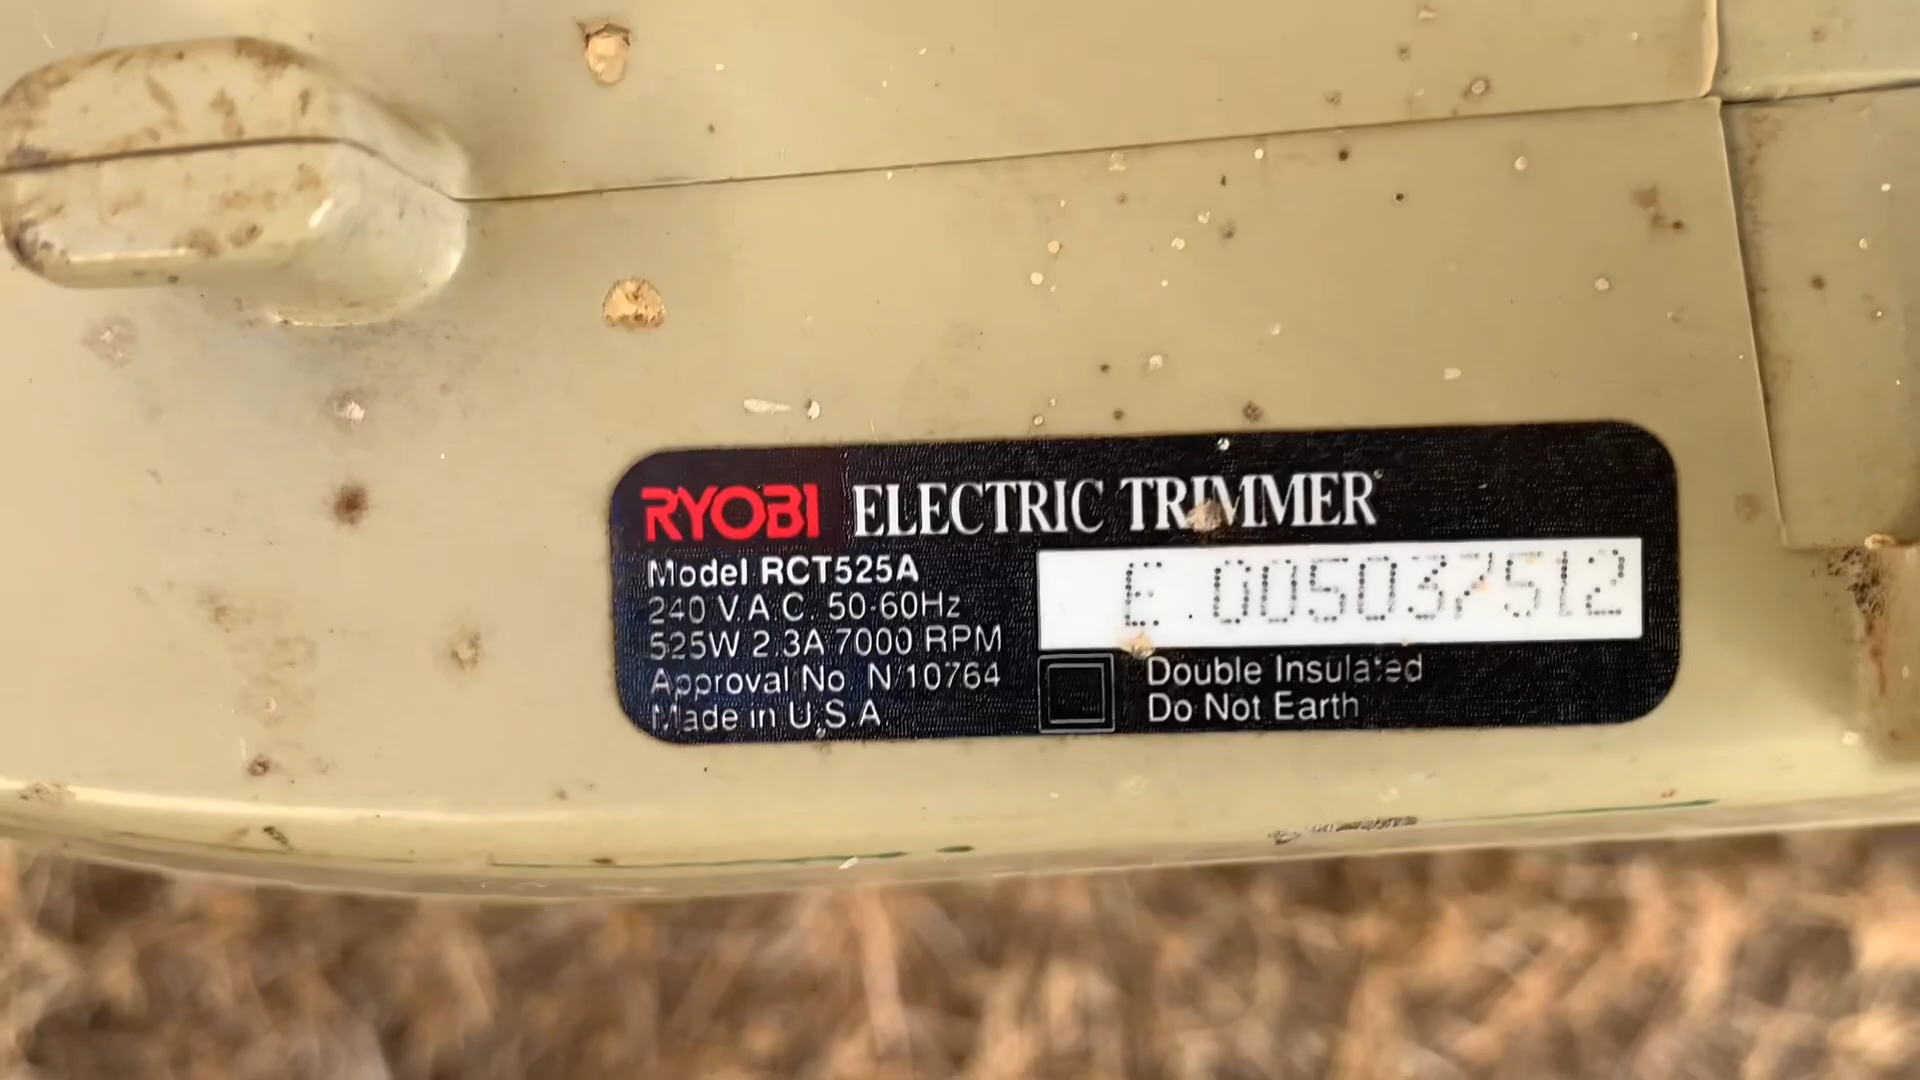 RYOBI ELECTRIC TRIMMER
Model RCT525A
240 V.A.C. 50-60Hz
525W 2.3A 7000 RPM
Approval No N/10764
Made in U.S.A.
E.005037512
Double Insulated
Do Not Earth